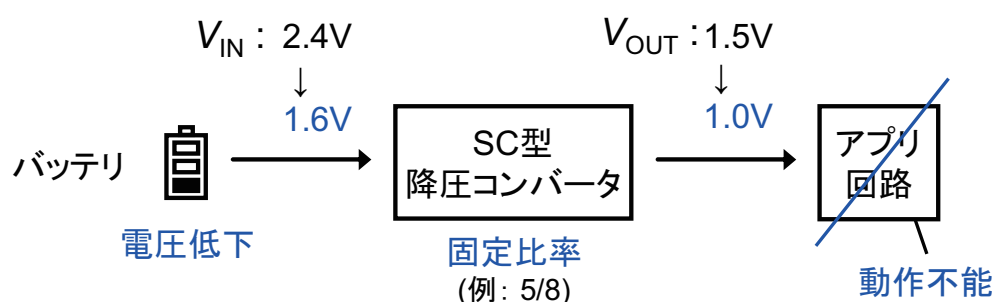 VIN : 2.4V
↓
1.6V
VOUT :1.5V
↓
1.0V
バッテリ
電圧低下
SC型
降圧コンバータ
固定比率
(例: 5/8)
アプリ
回路
動作不能